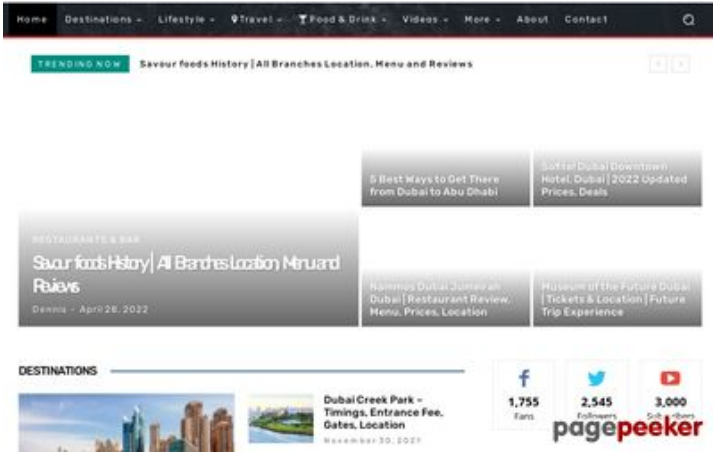 Home Destinations Lifestyle Travel Food & Drink Videos More About Contact
TRENDING NOW Savour foods History | All Branches Location, Menu and Reviews
5 Best Ways to Get There
from Dubai to Abu Dhabi
Sofitel Dubai Downtown
Hotel, Dubai | 2022 Updated
Prices, Deals
RESTAURANTS & BAR
Savour foods History | All Branches Location, Menu and
Reviews
Dennis - April 28, 2022
Nammos Dubai Jumeirah
Dubai | Restaurant Review,
Menu, Prices, Location
Museum of the Future Dubai
| Tickets & Location | Future
Trip Experience
DESTINATIONS
Dubai Creek Park –
Timings, Entrance Fee,
Gates, Location
November 30, 2021
1,755
Fans
2,545
Followers
3,000
Subscribers
pagepeeker